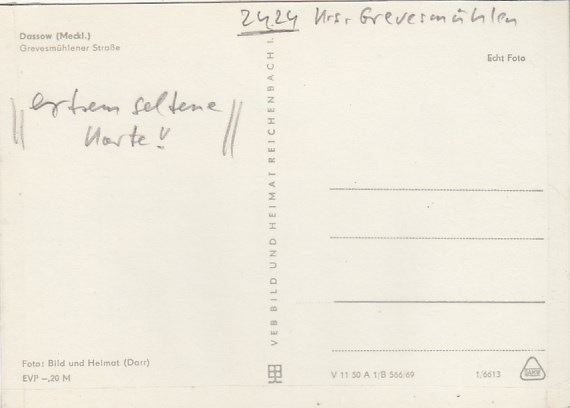 2424 Krs. Grevesmühlen
Dassow (Meckl.)
Grevesmühlener Straße
Echt Foto
extrem seltene
Karte!!
VEB BILD UND HEIMAT REICHENBACH I.
Foto: Bild und Heimat (Darr)
EVP –,20 M
V 11 50 A 1/B 566/69
1/6613